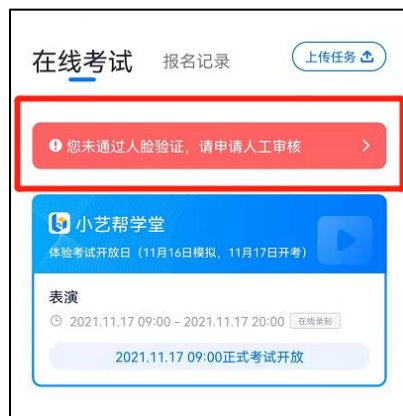 在线考试 报名记录 上传任务
您未通过人脸验证，请申请人工审核
小艺帮学堂
体验考试开放日（11月16日模拟，11月17日开考）
表演
2021.11.17 09:00 - 2021.11.17 20:00 在线录制
2021.11.17 09:00正式考试开放